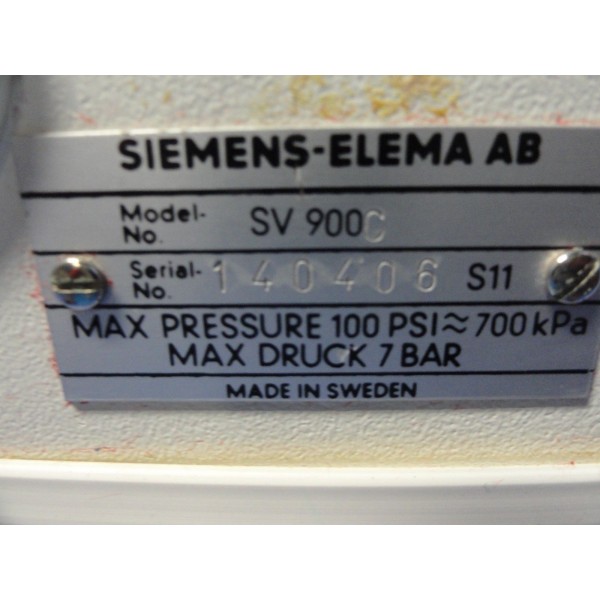 SIEMENS-ELEMA AB
Model-No. SV 900C
Serial-No. 140406 S11
MAX PRESSURE 100 PSI≈700 kPa
MAX DRUCK 7 BAR
MADE IN SWEDEN